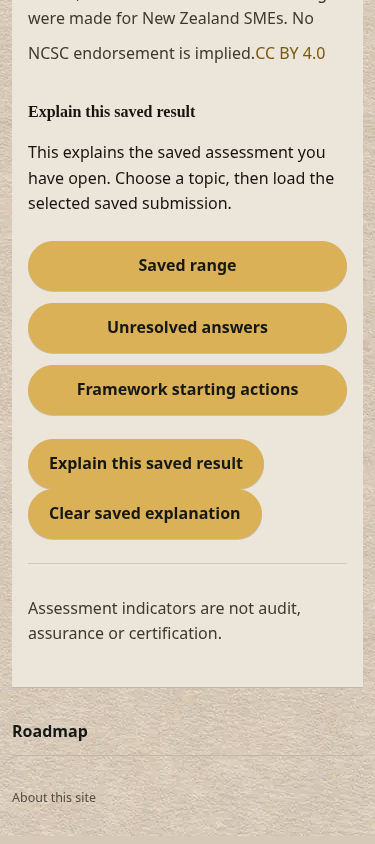 were made for New Zealand SMEs. No
NCSC endorsement is implied.CC BY 4.0
Explain this saved result
This explains the saved assessment you
have open. Choose a topic, then load the
selected saved submission.
Saved range
Unresolved answers
Framework starting actions
Explain this saved result
Clear saved explanation
Assessment indicators are not audit,
assurance or certification.
Roadmap
About this site